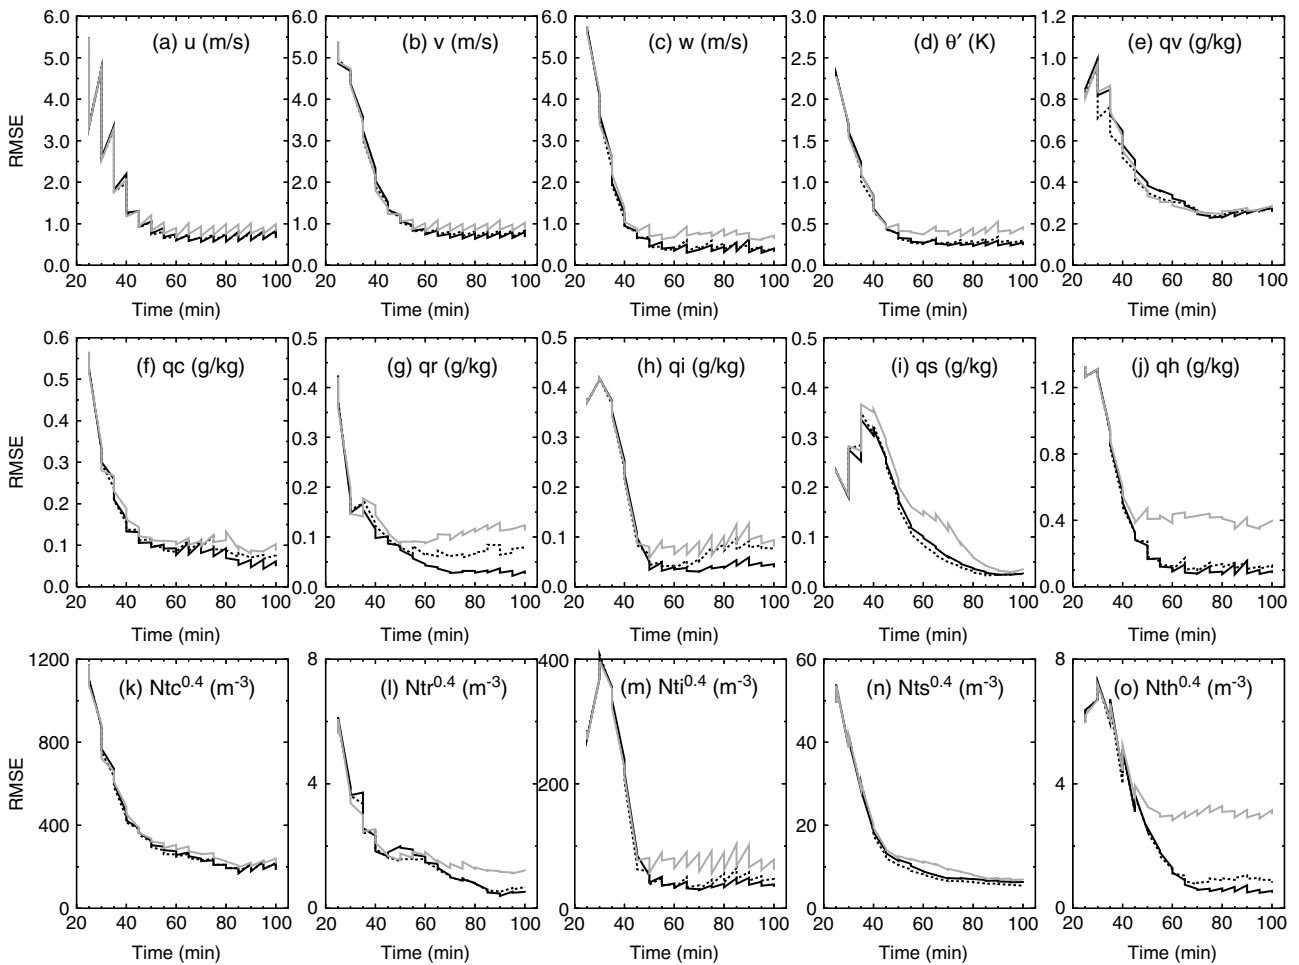 6.0 6.0 6.0 3.0 1.2
(a) u (m/s) (b) v (m/s) (c) w (m/s) (d) θ′ (K) (e) qv (g/kg)
5.0 5.0 5.0 2.5 1.0
4.0 4.0 4.0 2.0 0.8
RMSE
3.0 3.0 3.0 1.5 0.6
2.0 2.0 2.0 1.0 0.4
1.0 1.0 1.0 0.5 0.2
0.0 0.0 0.0 0.0 0.0
20 40 60 80 100 20 40 60 80 100 20 40 60 80 100 20 40 60 80 100 20 40 60 80 100
Time (min) Time (min) Time (min) Time (min) Time (min)
0.6 0.5 0.5 0.5
(f) qc (g/kg) (g) qr (g/kg) (h) qi (g/kg) (i) qs (g/kg) (j) qh (g/kg)
0.5 0.4 0.4 0.4 1.2
0.4 0.3 0.3 0.3 0.8
RMSE
0.3 0.2 0.2 0.2 0.4
0.2 0.1 0.1 0.1
0.1
0.0 0.0 0.0 0.0 0.0
20 40 60 80 100 20 40 60 80 100 20 40 60 80 100 20 40 60 80 100 20 40 60 80 100
Time (min) Time (min) Time (min) Time (min) Time (min)
1200 8 400 60 8
(k) Ntc^0.4 (m^-3) (l) Ntr^0.4 (m^-3) (m) Nti^0.4 (m^-3) (n) Nts^0.4 (m^-3) (o) Nth^0.4 (m^-3)
800 40
RMSE
4 200 4
400 20
0 0 0 0 0
20 40 60 80 100 20 40 60 80 100 20 40 60 80 100 20 40 60 80 100 20 40 60 80 100
Time (min) Time (min) Time (min) Time (min) Time (min)